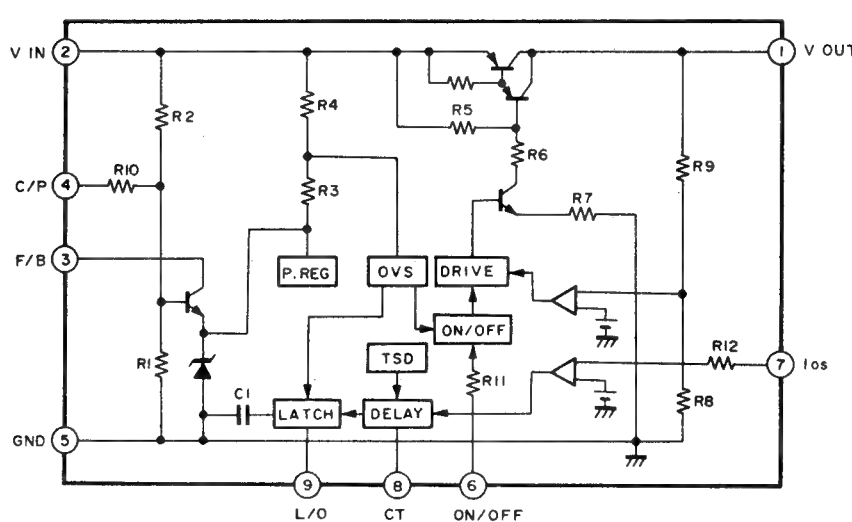 V IN 2 1 V OUT
R2 R4 R5 R6 R9
R10
C/P 4 R3 R7
F/B 3
P.REG OVS DRIVE
ON/OFF
R1 TSD R11 R12
7 Ios
C1 LATCH DELAY R8
GND 5
9 8 6
L/O CT ON/OFF